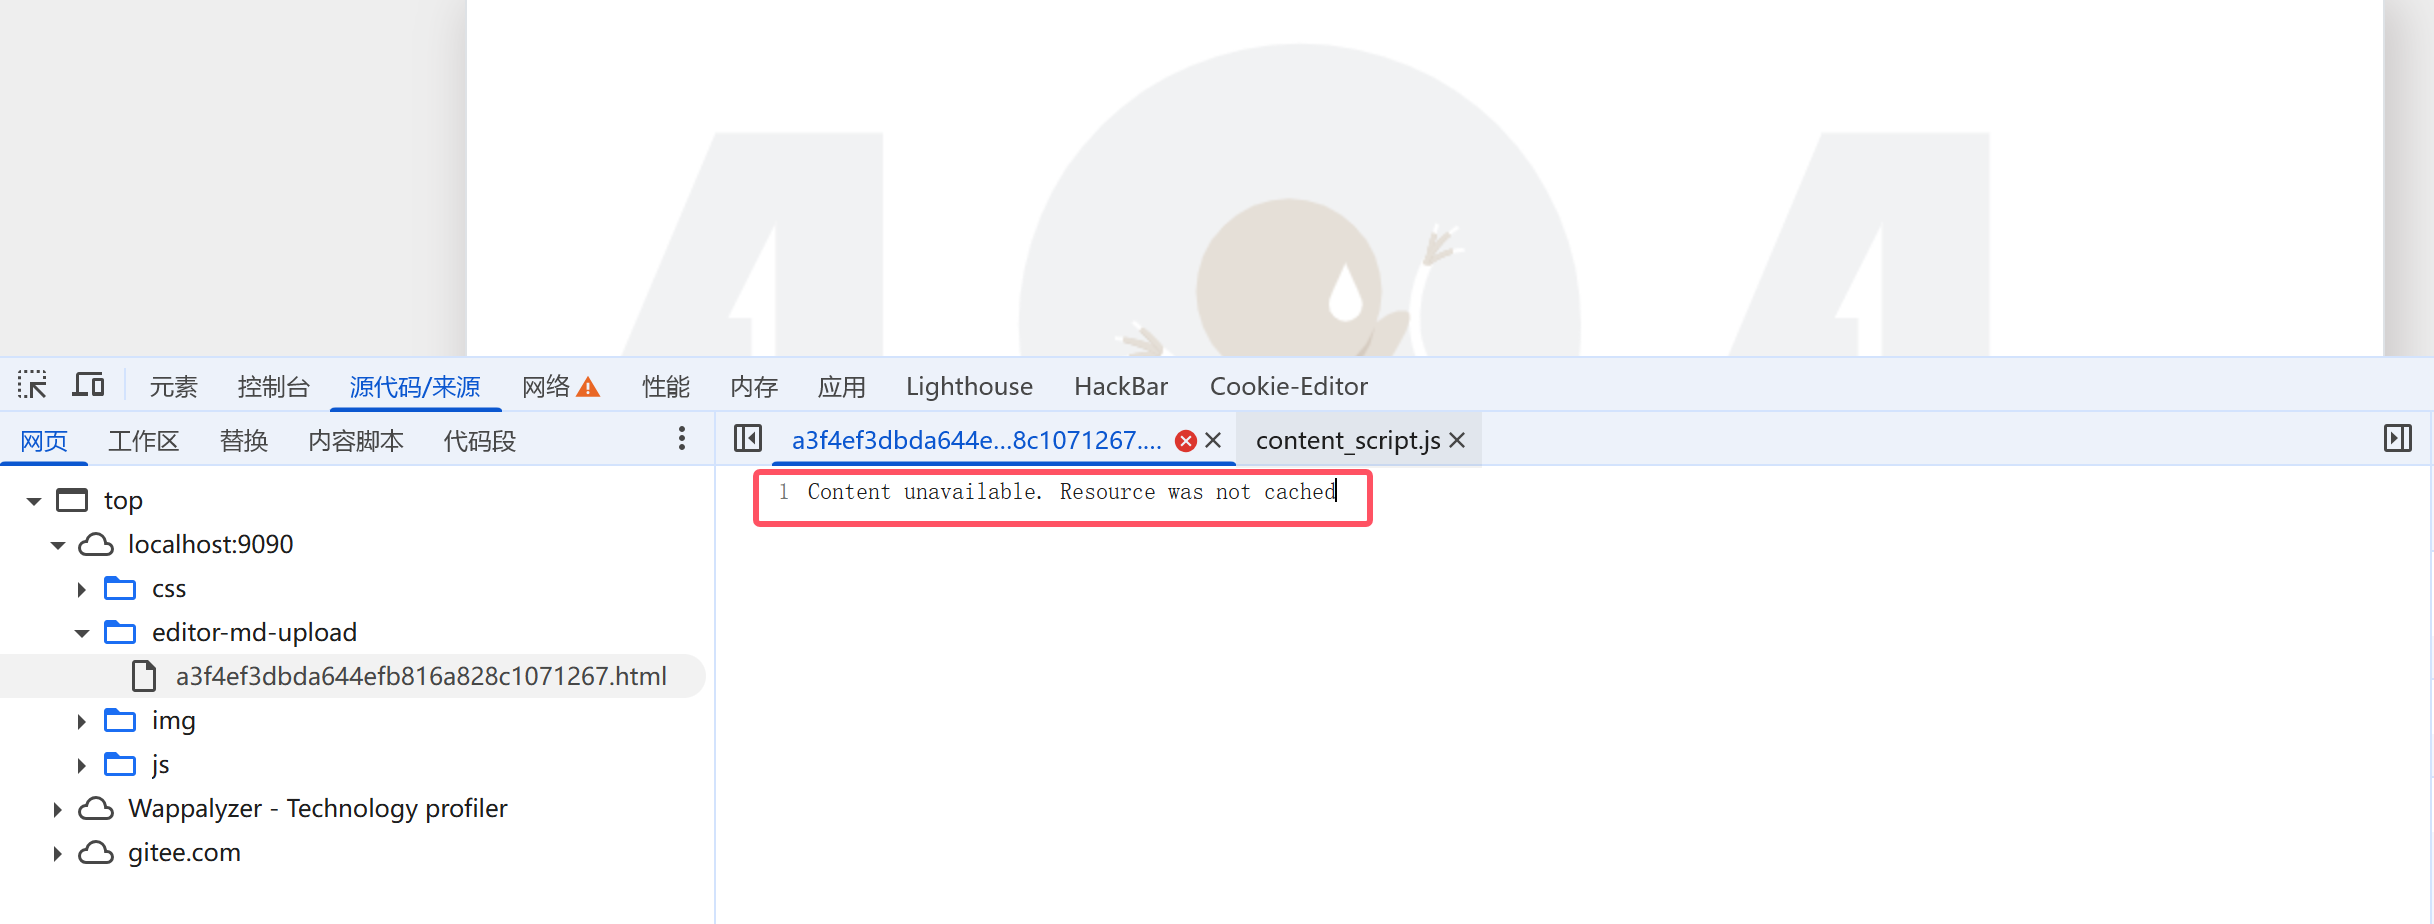 404
元素 控制台 源代码/来源 网络 性能 内存 应用 Lighthouse HackBar Cookie-Editor
网页 工作区 替换 内容脚本 代码段
a3f4ef3dbda644e...8c1071267.... content_script.js
1 Content unavailable. Resource was not cached
top
localhost:9090
css
editor-md-upload
a3f4ef3dbda644efb816a828c1071267.html
img
js
Wappalyzer - Technology profiler
gitee.com